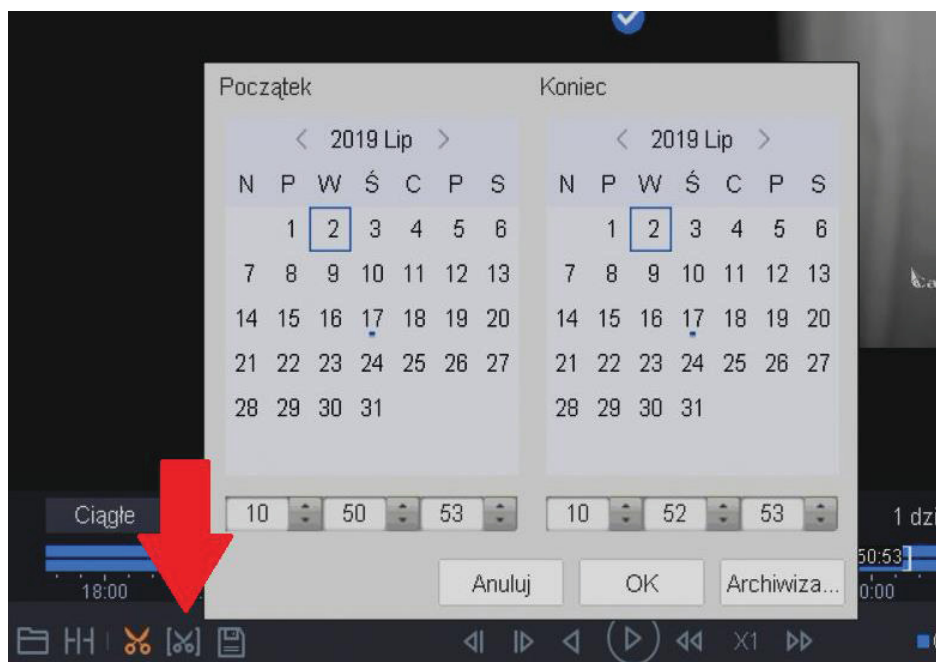 Początek Koniec
2019 Lip 2019 Lip
N P W Ś C P S N P W Ś C P S
1 2 3 4 5 6 1 2 3 4 5 6
7 8 9 10 11 12 13 7 8 9 10 11 12 13
14 15 16 17 18 19 20 14 15 16 17 18 19 20
21 22 23 24 25 26 27 21 22 23 24 25 26 27
28 29 30 31 28 29 30 31
Ciągłe 10 50 53 10 52 53 1 dzi
50:53
18:00 0:00
Anuluj OK Archiwiza...
X1